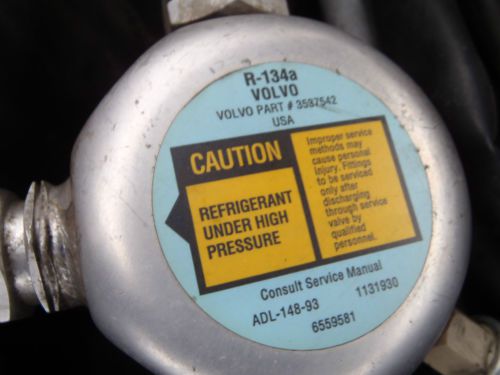 R-134a
VOLVO
VOLVO PART # 3537542
USA
CAUTION
REFRIGERANT
UNDER HIGH
PRESSURE
Improper service
methods may
cause personal
injury. Fittings
to be serviced
only after
discharging
through service
valve by
qualified
personnel.
Consult Service Manual
ADL-148-93 1131930
6559581